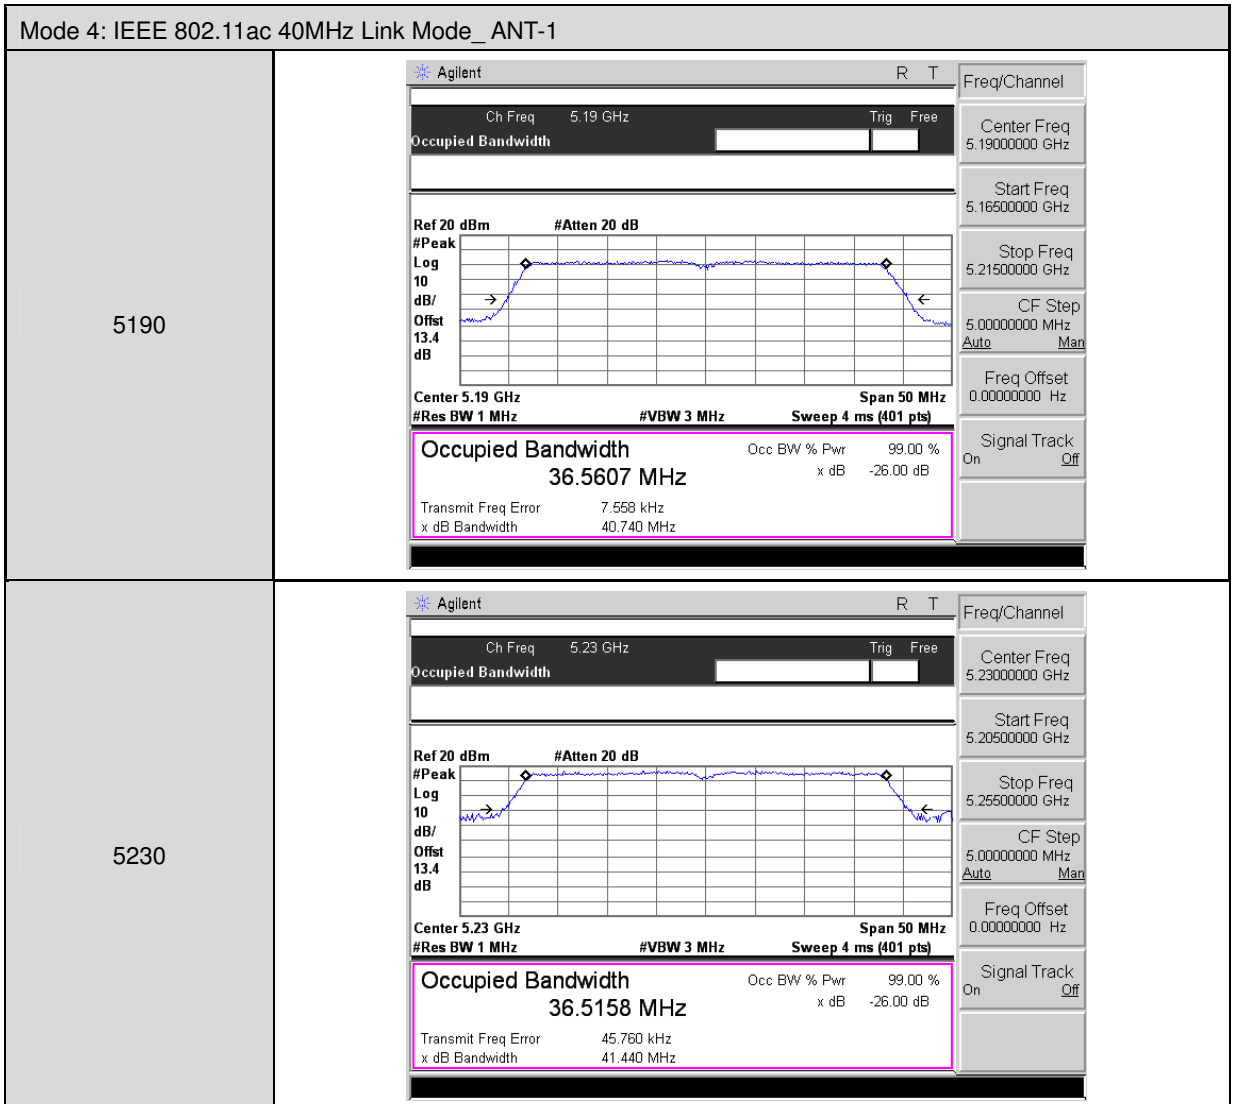 Mode 4: IEEE 802.11ac 40MHz Link Mode_ ANT-1
5190
Agilent R T
Ch Freq 5.19 GHz Trig Free
Occupied Bandwidth
Ref 20 dBm #Atten 20 dB
#Peak
Log
10
dB/
Offst
13.4
dB
Center 5.19 GHz Span 50 MHz
#Res BW 1 MHz #VBW 3 MHz Sweep 4 ms (401 pts)
Occupied Bandwidth Occ BW % Pwr 99.00 %
36.5607 MHz x dB -26.00 dB
Transmit Freq Error 7.558 kHz
x dB Bandwidth 40.740 MHz
Freq/Channel
Center Freq
5.19000000 GHz
Start Freq
5.16500000 GHz
Stop Freq
5.21500000 GHz
CF Step
5.00000000 MHz
Auto Man
Freq Offset
0.00000000 Hz
Signal Track
On Off
5230
Agilent R T
Ch Freq 5.23 GHz Trig Free
Occupied Bandwidth
Ref 20 dBm #Atten 20 dB
#Peak
Log
10
dB/
Offst
13.4
dB
Center 5.23 GHz Span 50 MHz
#Res BW 1 MHz #VBW 3 MHz Sweep 4 ms (401 pts)
Occupied Bandwidth Occ BW % Pwr 99.00 %
36.5158 MHz x dB -26.00 dB
Transmit Freq Error 45.760 kHz
x dB Bandwidth 41.440 MHz
Freq/Channel
Center Freq
5.23000000 GHz
Start Freq
5.20500000 GHz
Stop Freq
5.25500000 GHz
CF Step
5.00000000 MHz
Auto Man
Freq Offset
0.00000000 Hz
Signal Track
On Off